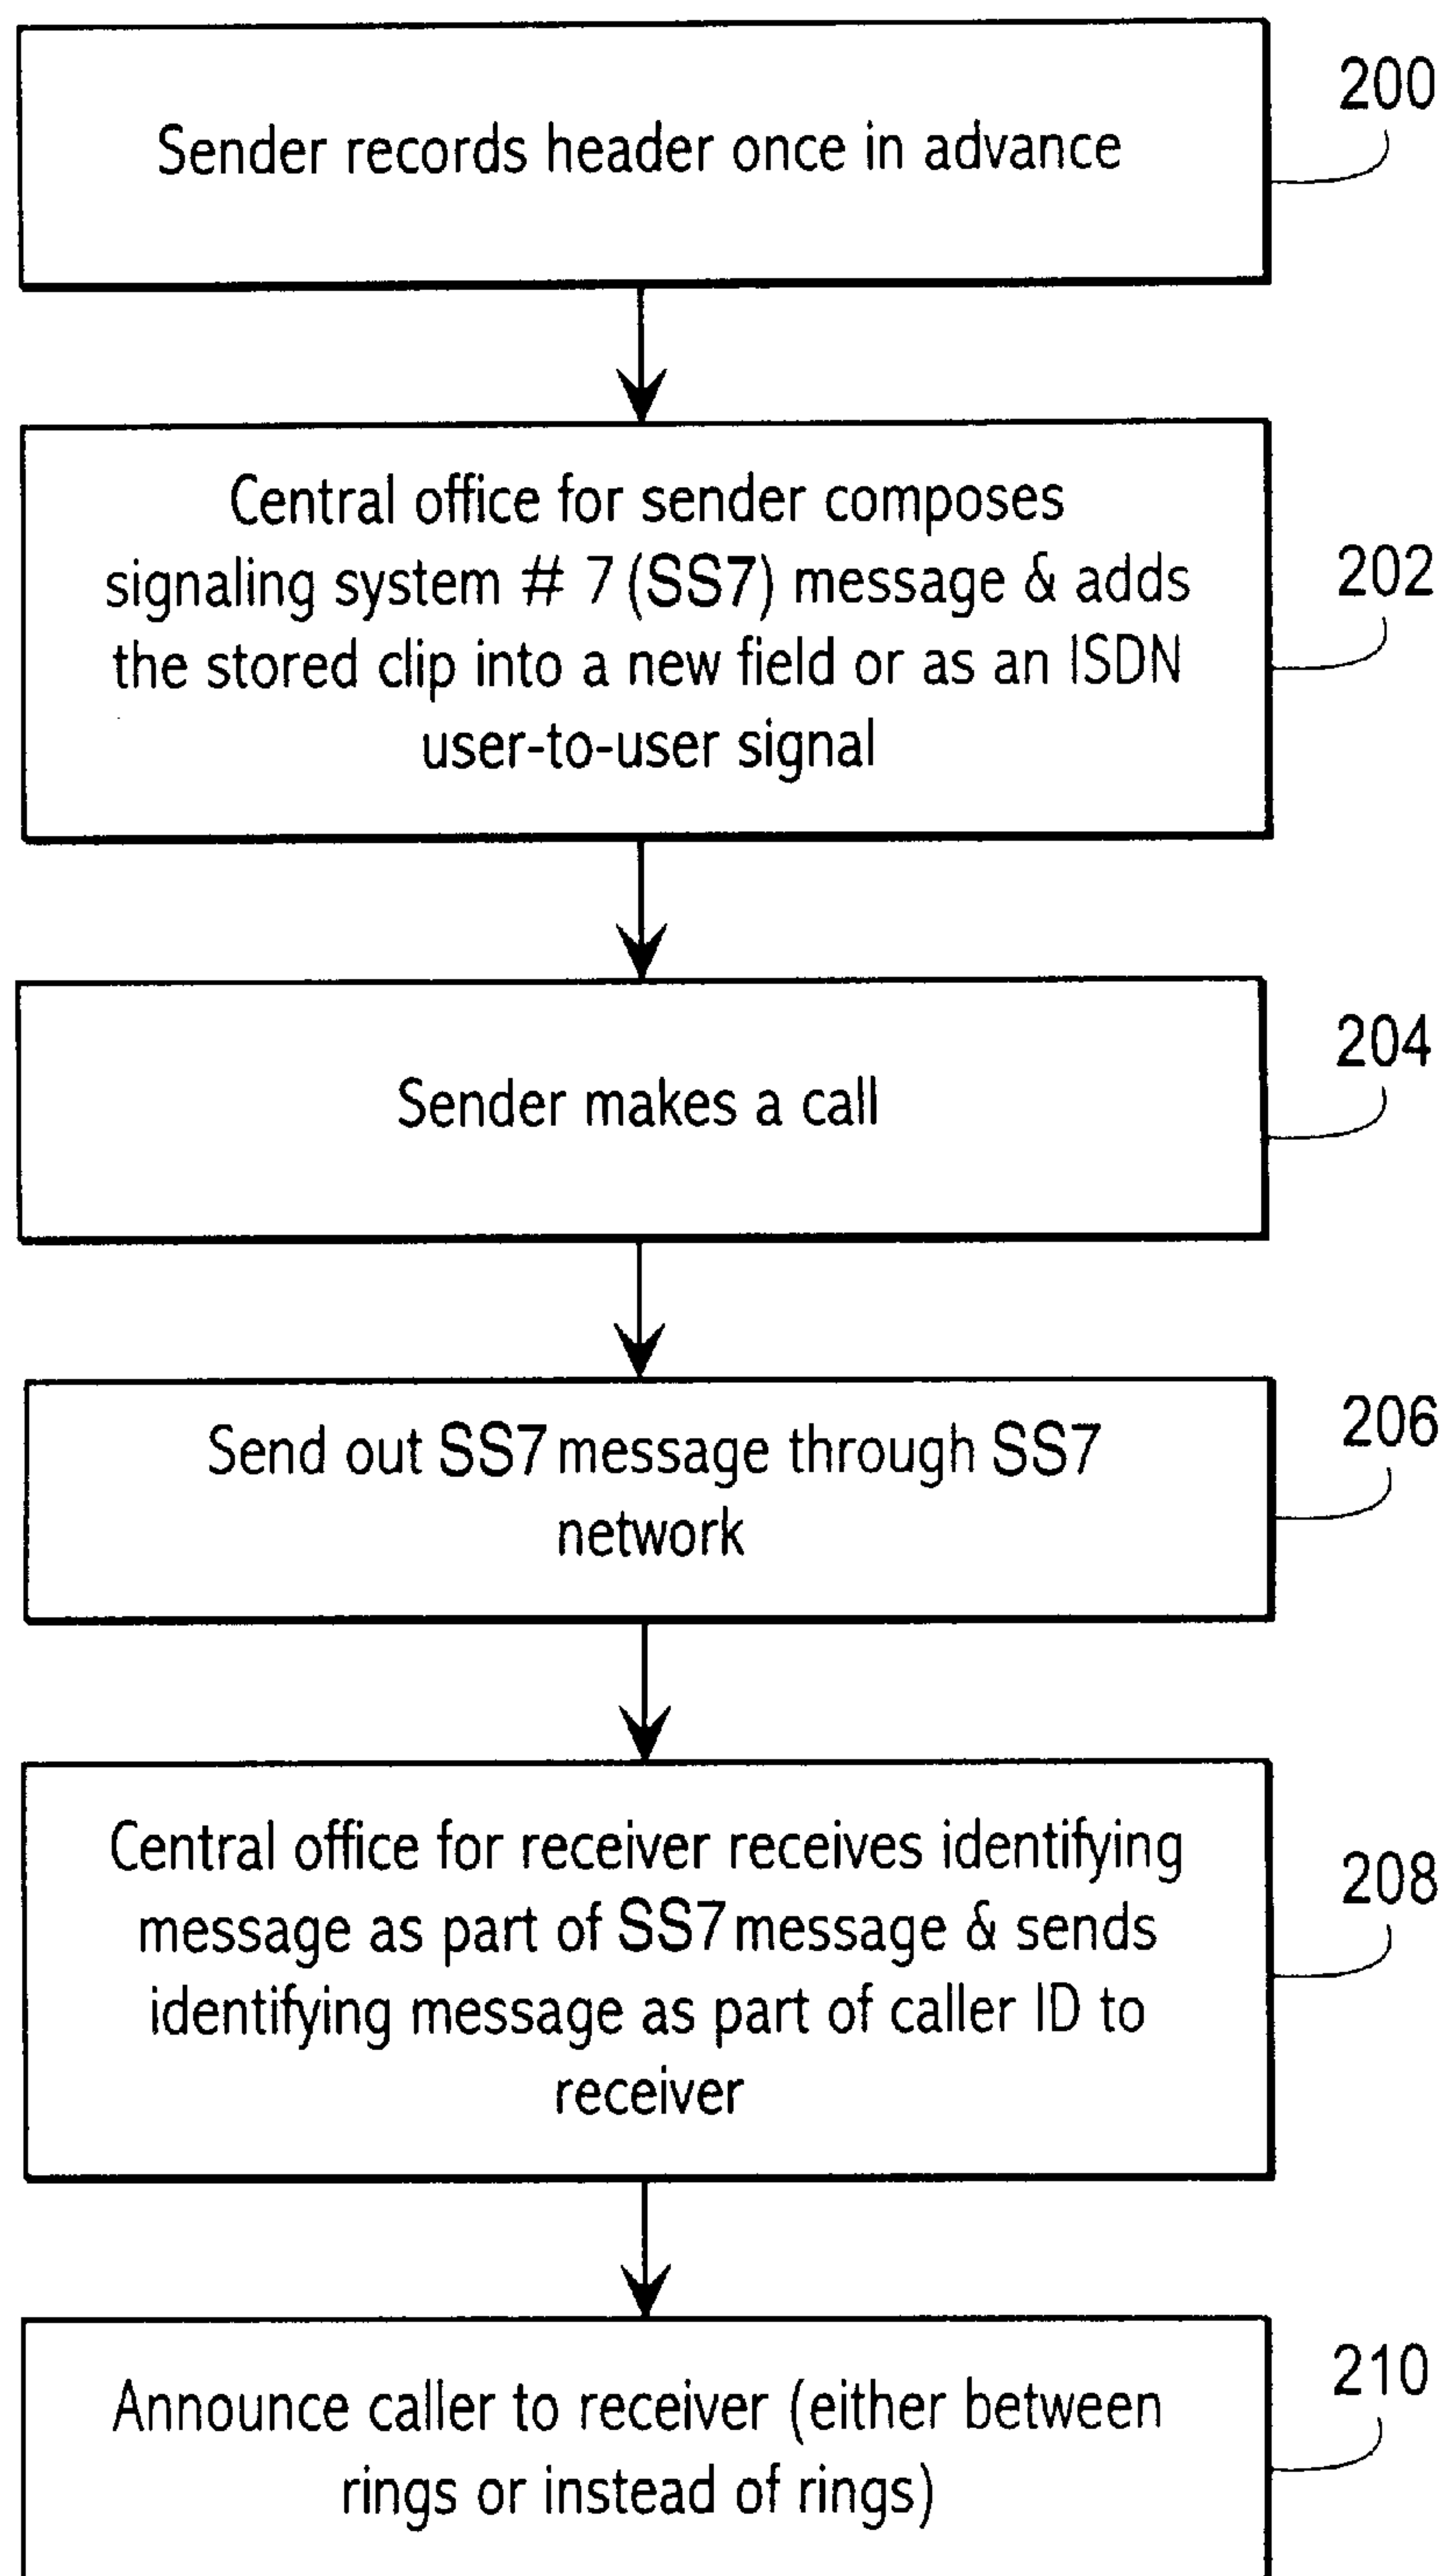 Sender records header once in advance
200
Central office for sender composes
signaling system # 7 (SS7) message & adds
the stored clip into a new field or as an ISDN
user-to-user signal
202
Sender makes a call
204
Send out SS7 message through SS7
network
206
Central office for receiver receives identifying
message as part of SS7 message & sends
identifying message as part of caller ID to
receiver
208
Announce caller to receiver (either between
rings or instead of rings)
210